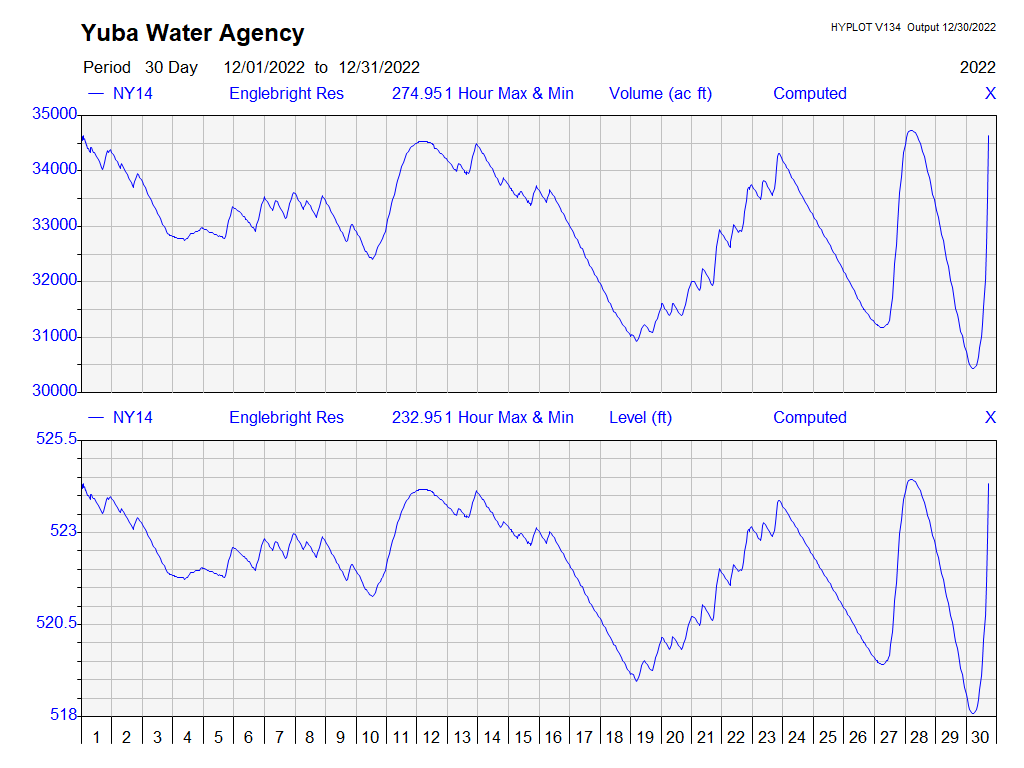 Yuba Water Agency
HYPLOT V134 Output 12/30/2022
Period 30 Day 12/01/2022 to 12/31/2022 2022
NY14 Englebright Res 274.951 Hour Max & Min Volume (ac ft) Computed X
35000
34000
33000
32000
31000
30000
NY14 Englebright Res 232.951 Hour Max & Min Level (ft) Computed X
525.5
523
520.5
518
1 2 3 4 5 6 7 8 9 10 11 12 13 14 15 16 17 18 19 20 21 22 23 24 25 26 27 28 29 30